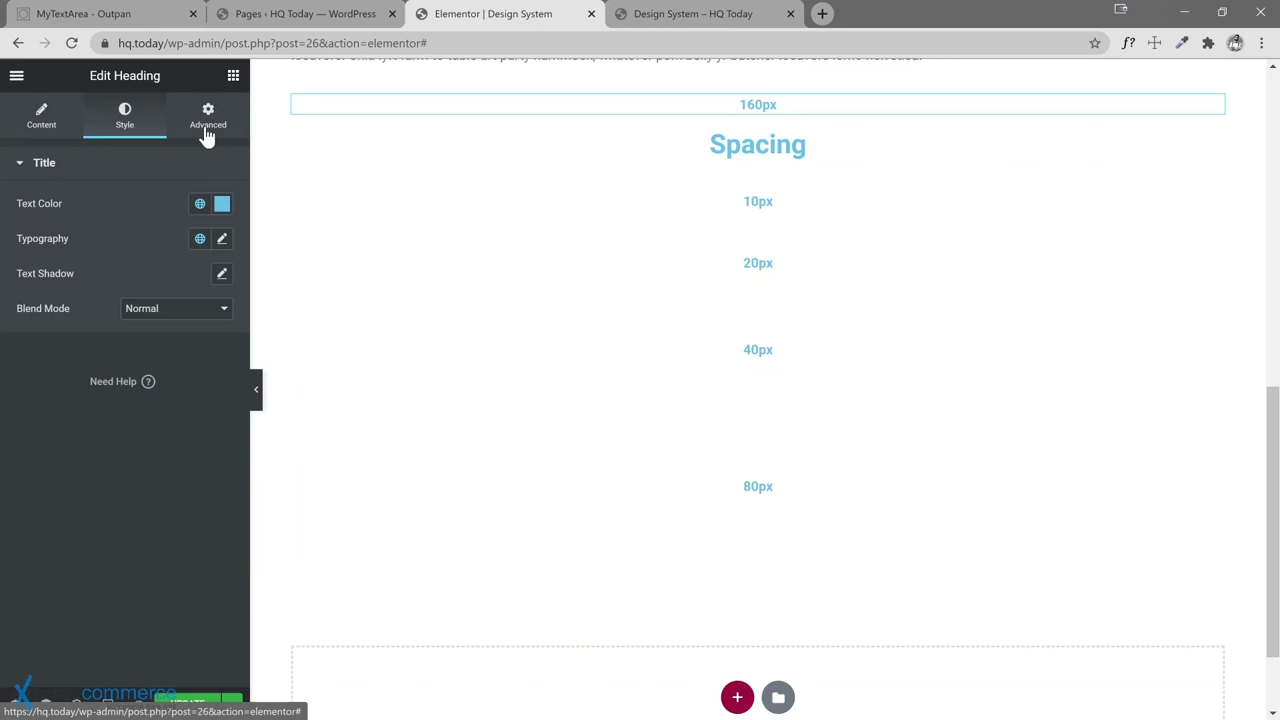 MyTextArea - Outpan
Pages ‹ HQ Today — WordPress
Elementor | Design System
Design System – HQ Today
hq.today/wp-admin/post.php?post=26&action=elementor#
Edit Heading
Content
Style
Advanced
Title
Text Color
Typography
Text Shadow
Blend Mode
Normal
Need Help
160px
Spacing
10px
20px
40px
80px
commerce
UPDATE
https://hq.today/wp-admin/post.php?post=26&action=elementor#